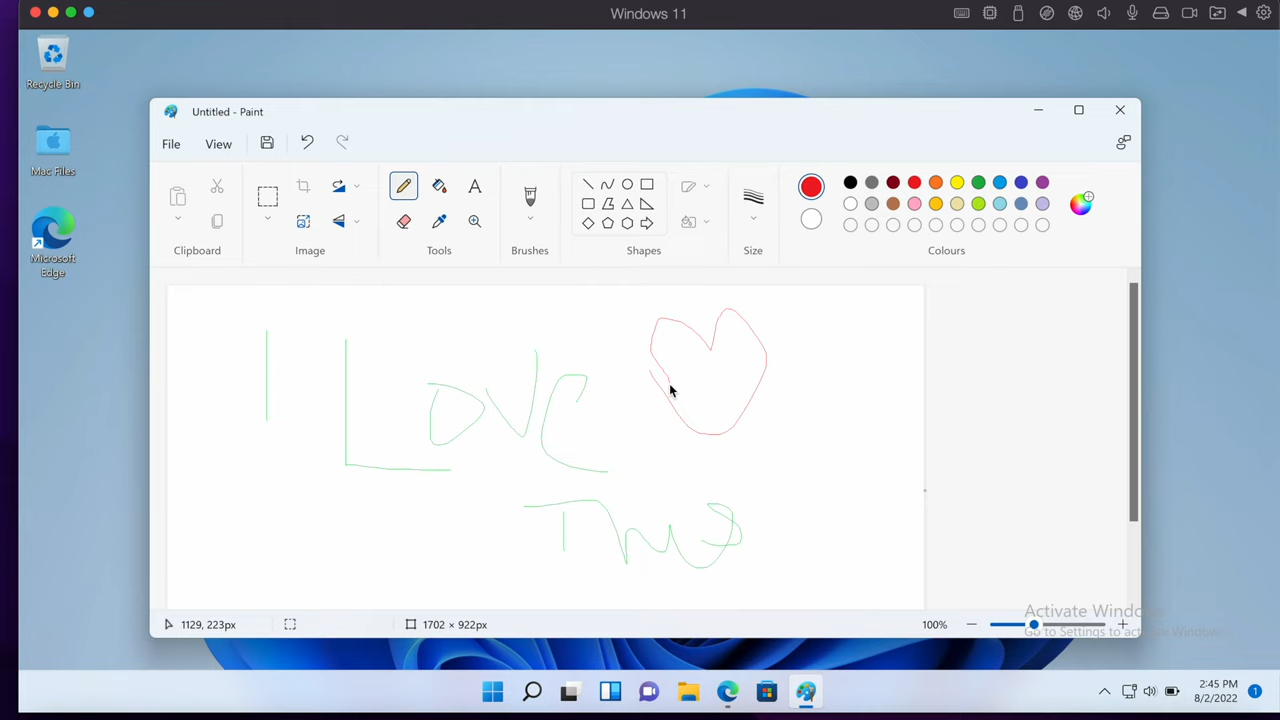 Windows 11
Recycle Bin
Mac Files
Microsoft
Edge
Untitled - Paint
File
View
Clipboard
Image
Tools
Brushes
Shapes
Size
Colours
I Love
This
1129, 223px
1702 × 922px
100%
Activate Windows
Go to Settings to activate Windows.
2:45 PM
8/2/2022
1